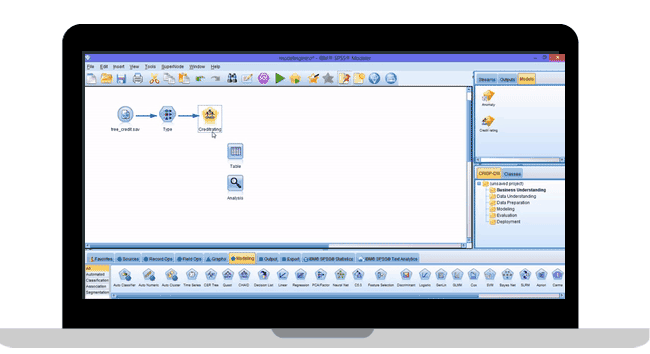 modelingintro* - IBM® SPSS® Modeler
File Edit Insert View Tools SuperNode Window Help
Streams Outputs Models
Anomaly
Credit rating
tree_credit.sav
Type
Creditrating
Table
Analysis
CRISP-DM Classes
(unsaved project)
Business Understanding
Data Understanding
Data Preparation
Modeling
Evaluation
Deployment
Favorites Sources Record Ops Field Ops Graphs Modeling Output Export IBM® SPSS® Statistics IBM® SPSS® Text Analytics
All
Automated
Classification
Association
Segmentation
Auto Classifier Auto Numeric Auto Cluster Time Series C&R Tree Quest CHAID Decision List Linear Regression PCA/Factor Neural Net C5.0 Feature Selection Discriminant Logistic GenLin GLMM Cox SVM Bayes Net SLRM Apriori Carma